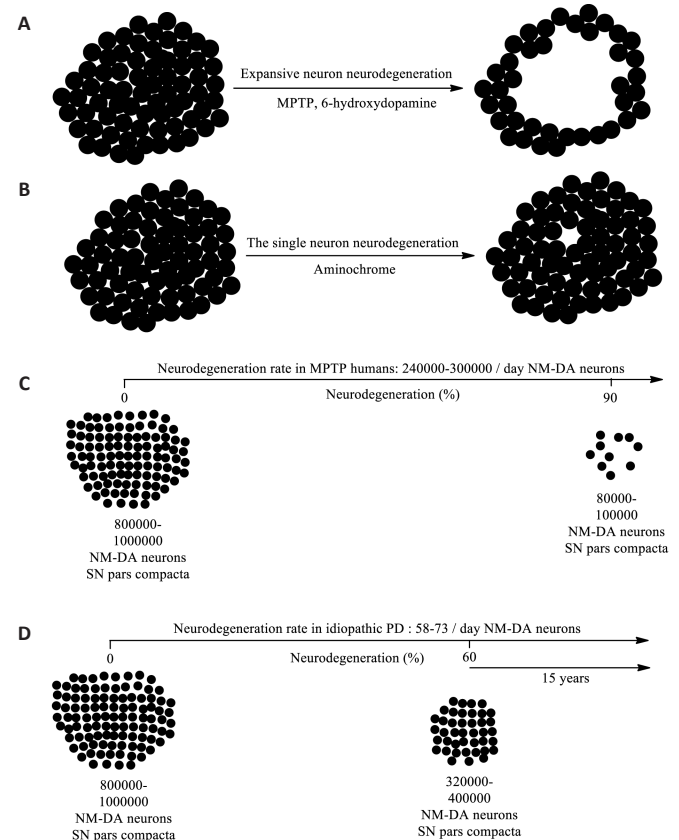 A
Expansive neuron neurodegeneration
MPTP, 6-hydroxydopamine
B
The single neuron neurodegeneration
Aminochrome
C
Neurodegeneration rate in MPTP humans: 240000-300000 / day NM-DA neurons
0
Neurodegeneration (%)
90
800000-
1000000
NM-DA neurons
SN pars compacta
80000-
100000
NM-DA neurons
SN pars compacta
D
Neurodegeneration rate in idiopathic PD : 58-73 / day NM-DA neurons
0
Neurodegeneration (%)
60
15 years
800000-
1000000
NM-DA neurons
SN pars compacta
320000-
400000
NM-DA neurons
SN pars compacta